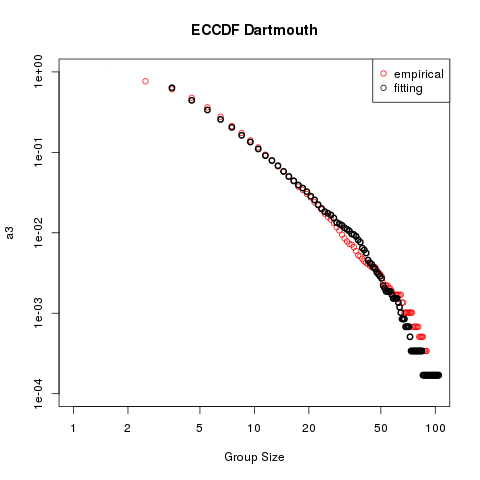 ECCDF Dartmouth
empirical
fitting
1e+00
1e-01
1e-02
1e-03
1e-04
a3
1 2 5 10 20 50 100
Group Size